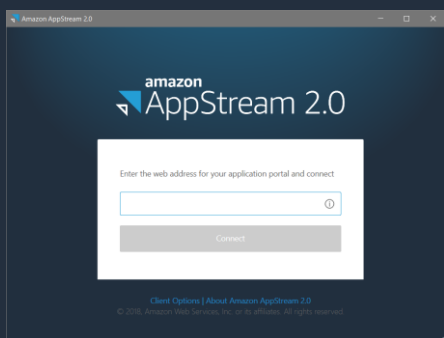 Amazon AppStream 2.0
amazon
AppStream 2.0
Enter the web address for your application portal and connect
Connect
Client Options | About Amazon AppStream 2.0
© 2018, Amazon Web Services, Inc. or its affiliates. All rights reserved.